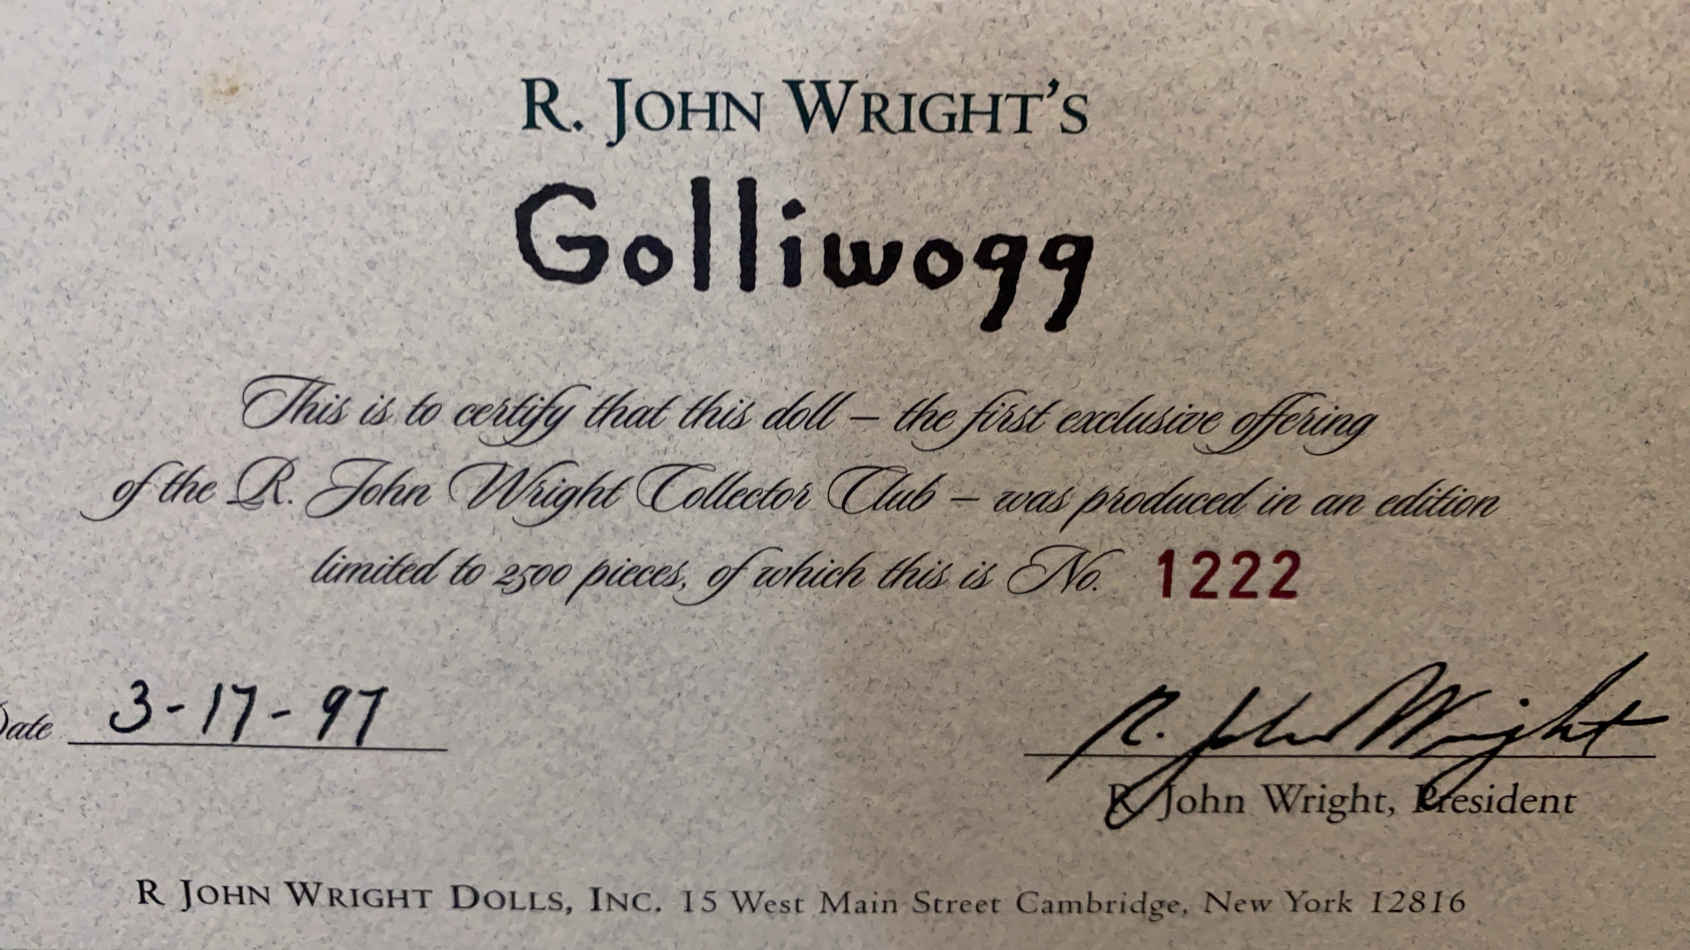 R. JOHN WRIGHT'S
Golliwogg
This is to certify that this doll – the first exclusive offering
of the R. John Wright Collector Club – was produced in an edition
limited to 2500 pieces, of which this is No. 1222
Date 3-17-97
R. John Wright
R. John Wright, President
R JOHN WRIGHT DOLLS, INC. 15 West Main Street Cambridge, New York 12816